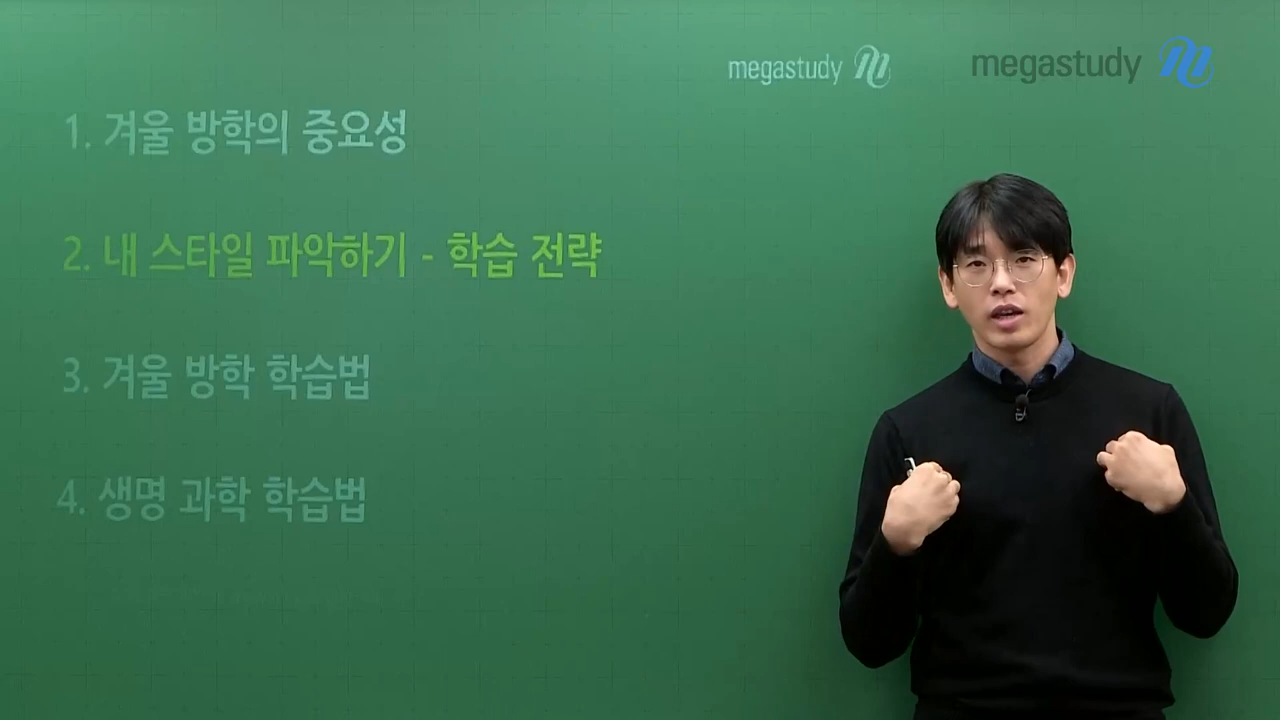 megastudy
megastudy
1. 겨울 방학의 중요성
2. 내 스타일 파악하기 - 학습 전략
3. 겨울 방학 학습법
4. 생명 과학 학습법